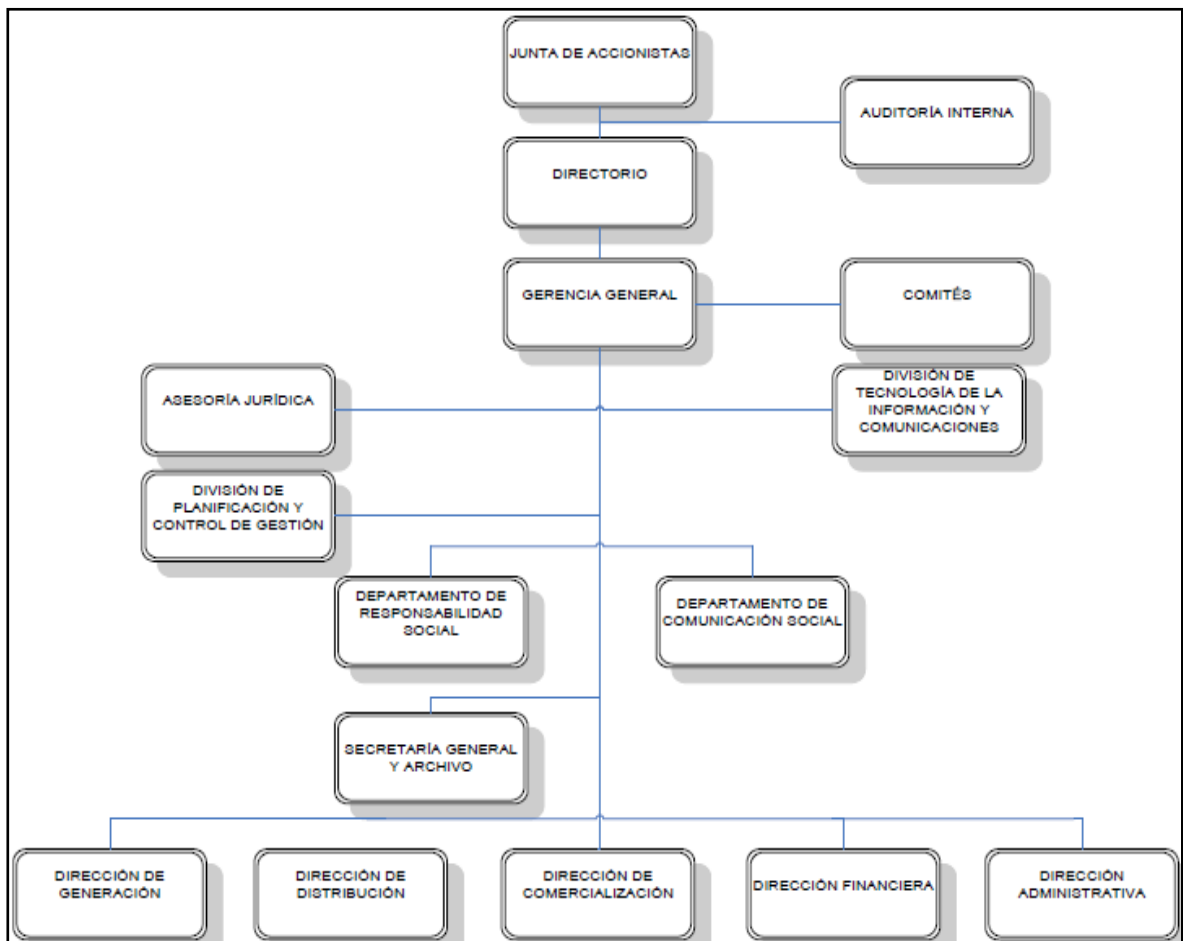 JUNTA DE ACCIONISTAS
AUDITORÍA INTERNA
DIRECTORIO
GERENCIA GENERAL
COMITÉS
ASESORÍA JURÍDICA
DIVISIÓN DE
TECNOLOGÍA DE LA
INFORMACIÓN Y
COMUNICACIONES
DIVISIÓN DE
PLANIFICACIÓN Y
CONTROL DE GESTIÓN
DEPARTAMENTO DE
RESPONSABILIDAD
SOCIAL
DEPARTAMENTO DE
COMUNICACIÓN SOCIAL
SECRETARÍA GENERAL
Y ARCHIVO
DIRECCIÓN DE
GENERACIÓN
DIRECCIÓN DE
DISTRIBUCIÓN
DIRECCIÓN DE
COMERCIALIZACIÓN
DIRECCIÓN FINANCIERA
DIRECCIÓN
ADMINISTRATIVA